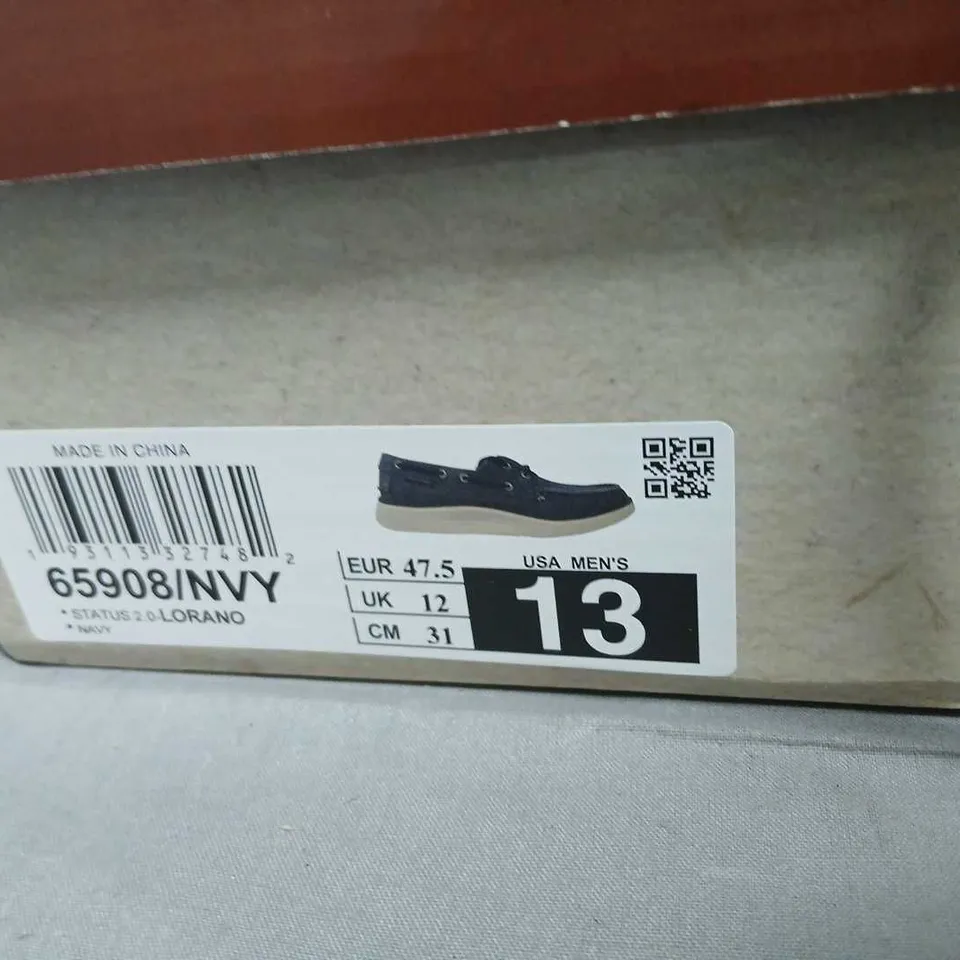 MADE IN CHINA
1 93113 32748 2
65908/NVY
* STATUS 2.0-LORANO
* NAVY
EUR 47.5
UK 12
CM 31
USA MEN'S
13